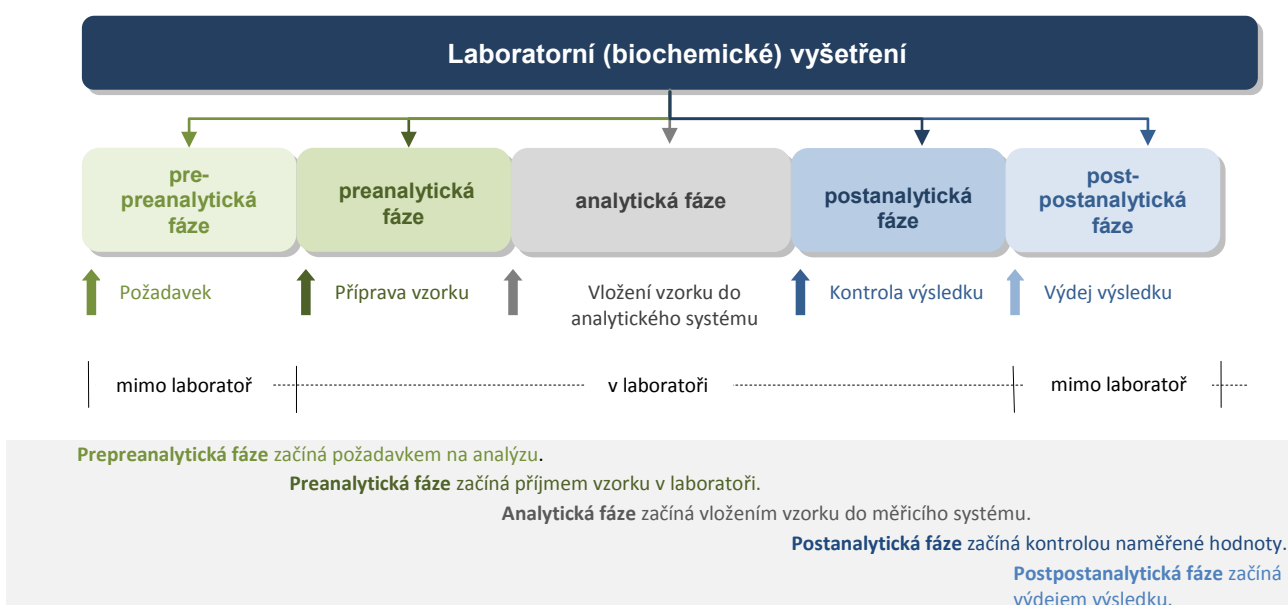 Laboratorní (biochemické) vyšetření
pre-
preanalytická
fáze
preanalytická
fáze
analytická fáze
postanalytická
fáze
post-
postanalytická
fáze
Požadavek
Příprava vzorku
Vložení vzorku do
analytického systému
Kontrola výsledku
Výdej výsledku
mimo laboratoř
v laboratoři
mimo laboratoř
Prepreanalytická fáze začíná požadavkem na analýzu.
Preanalytická fáze začíná příjmem vzorku v laboratoři.
Analytická fáze začíná vložením vzorku do měřicího systému.
Postanalytická fáze začíná kontrolou naměřené hodnoty.
Postpostanalytická fáze začíná
výdejem výsledku.